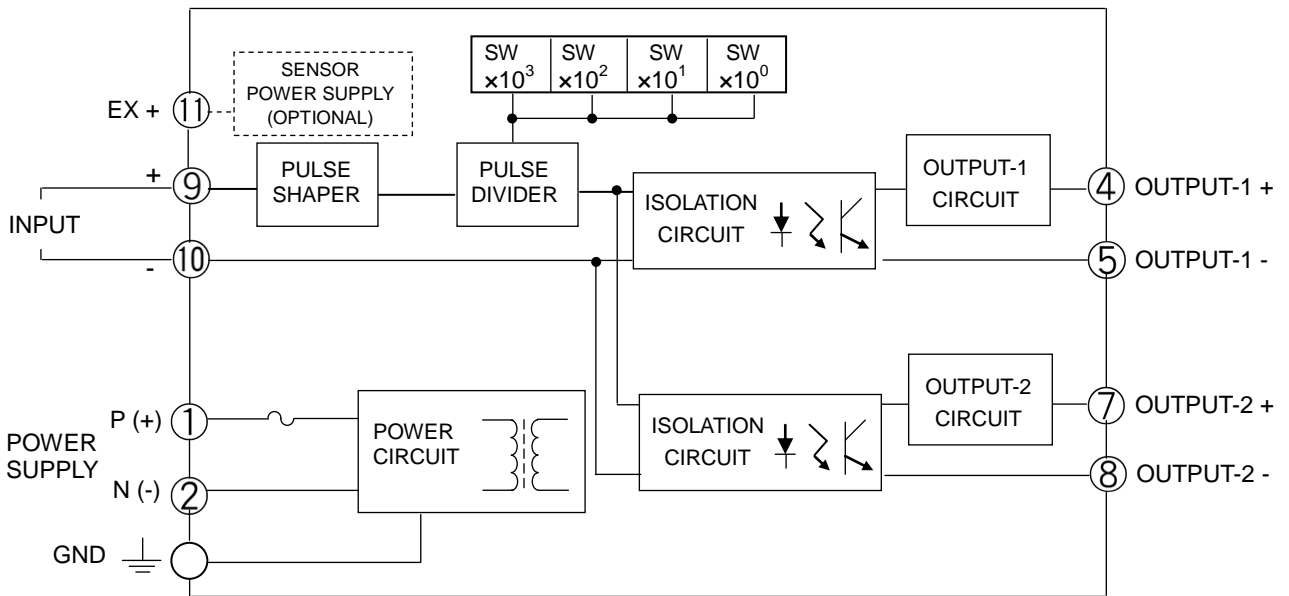 SW ×10³
SW ×10²
SW ×10¹
SW ×10⁰
SENSOR
POWER SUPPLY
(OPTIONAL)
EX + 11
+ 9
INPUT
- 10
PULSE
SHAPER
PULSE
DIVIDER
ISOLATION
CIRCUIT
OUTPUT-1
CIRCUIT
4 OUTPUT-1 +
5 OUTPUT-1 -
P (+) 1
POWER
SUPPLY
N (-) 2
GND
POWER
CIRCUIT
ISOLATION
CIRCUIT
OUTPUT-2
CIRCUIT
7 OUTPUT-2 +
8 OUTPUT-2 -